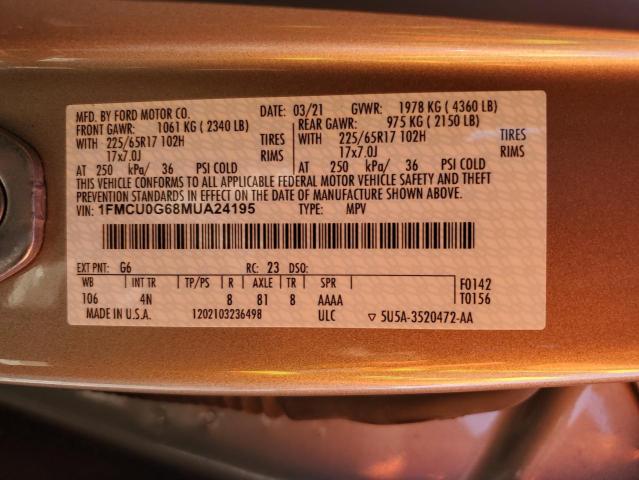 MFD. BY FORD MOTOR CO. DATE: 03/21 GVWR: 1978 KG ( 4360 LB)
FRONT GAWR: 1061 KG ( 2340 LB) REAR GAWR: 975 KG ( 2150 LB)
WITH 225/65R17 102H TIRES WITH 225/65R17 102H TIRES
17x7.0J RIMS 17x7.0J RIMS
AT 250 kPa/ 36 PSI COLD AT 250 kPa/ 36 PSI COLD
THIS VEHICLE CONFORMS TO ALL APPLICABLE FEDERAL MOTOR VEHICLE SAFETY AND THEFT
PREVENTION STANDARDS IN EFFECT ON THE DATE OF MANUFACTURE SHOWN ABOVE.
VIN: 1FMCU0G68MUA24195 TYPE: MPV
EXT PNT: G6 RC: 23 DSO:
WB INT TR TP/PS R AXLE TR SPR F0142
106 4N 8 81 8 AAAA T0156
MADE IN U.S.A. 1202103236498 ULC ▽ 5U5A-3520472-AA